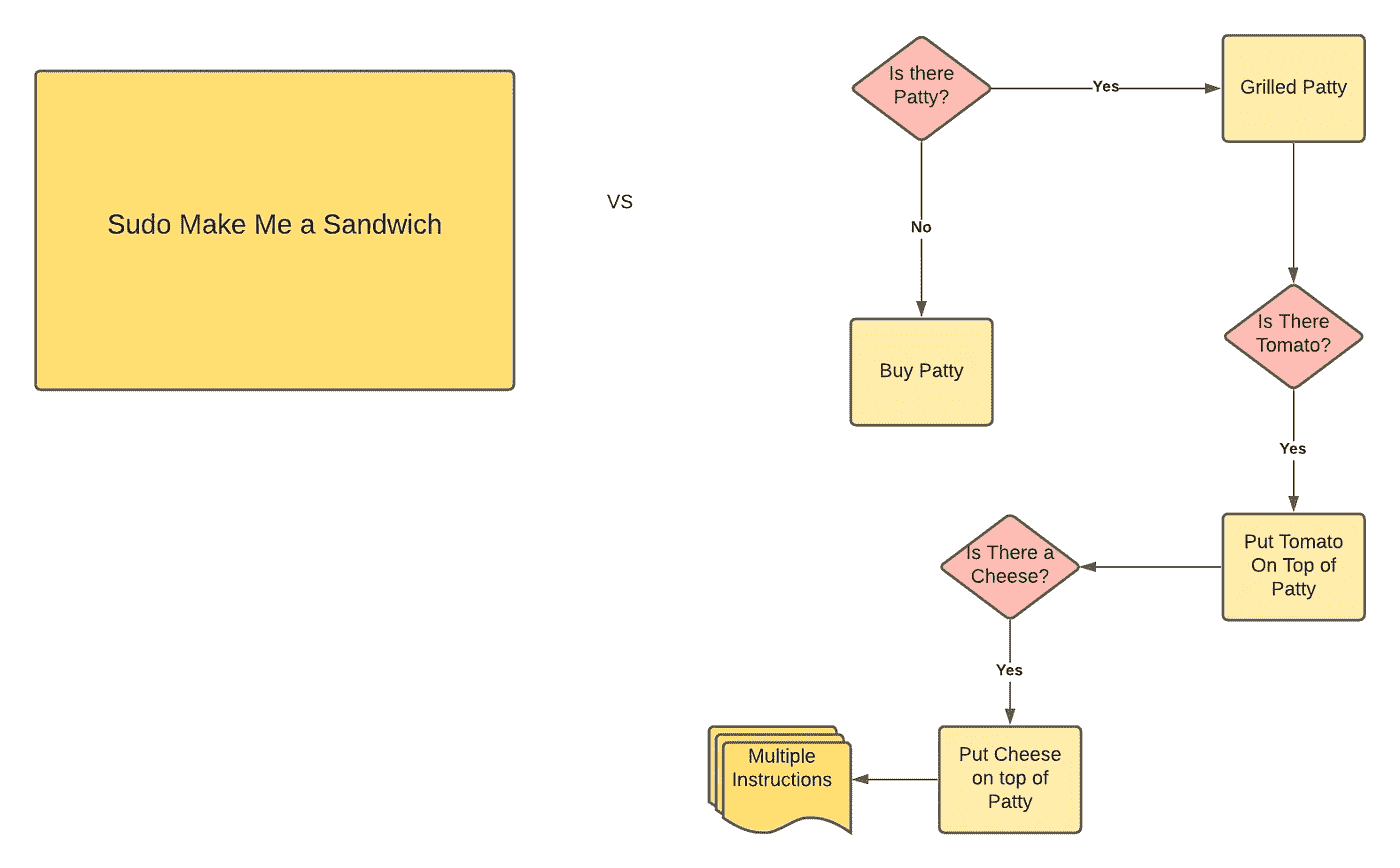 Sudo Make Me a Sandwich
VS
Is there
Patty?
Yes
Grilled Patty
No
Buy Patty
Is There
Tomato?
Yes
Put Tomato
On Top of
Patty
Is There a
Cheese?
Yes
Put Cheese
on top of
Patty
Multiple
Instructions